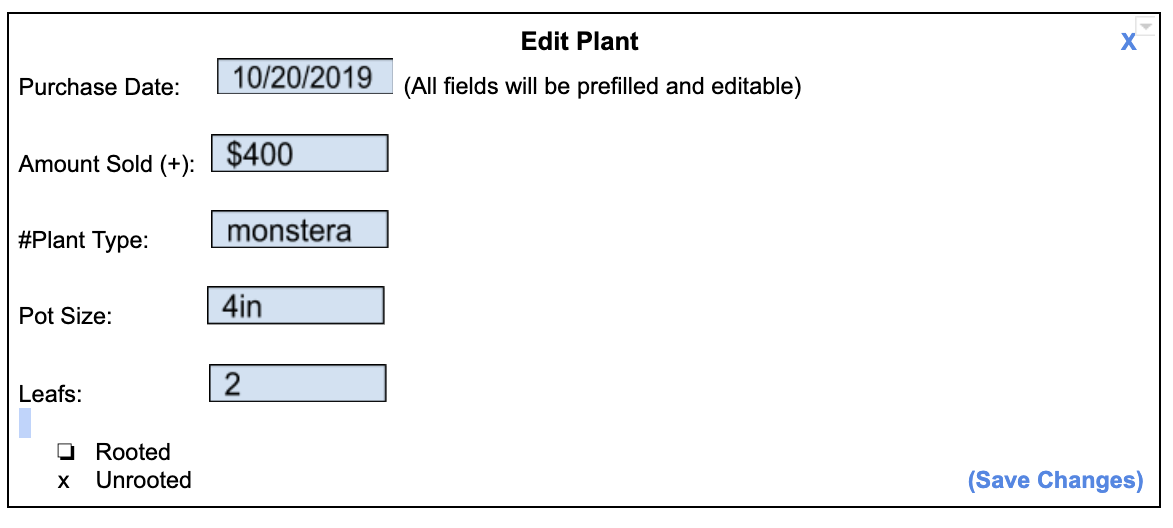 Edit Plant X
Purchase Date: 10/20/2019 (All fields will be prefilled and editable)
Amount Sold (+): $400
#Plant Type: monstera
Pot Size: 4in
Leafs: 2
❏ Rooted
x Unrooted
(Save Changes)